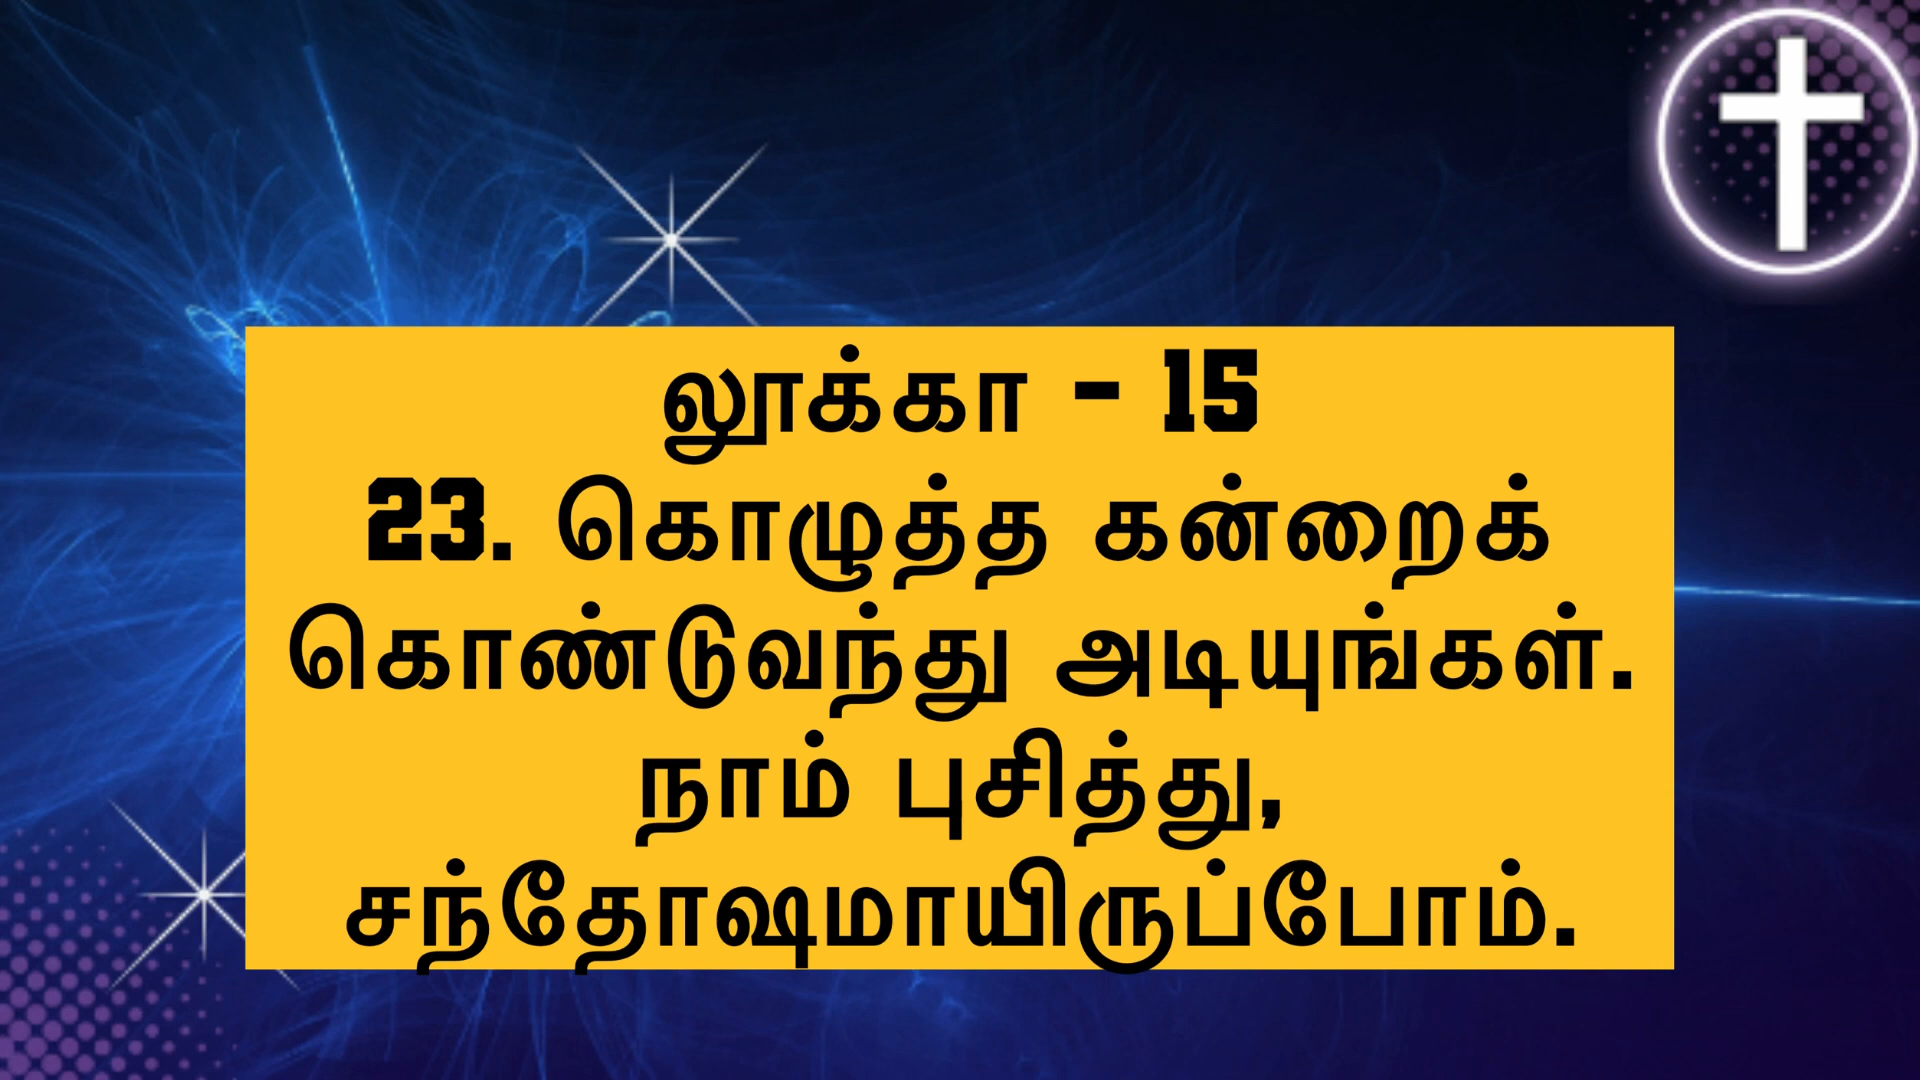 லூக்கா - 15
23. கொழுத்த கன்றைக்
கொண்டுவந்து அடியுங்கள்.
நாம் புசித்து,
சந்தோஷமாயிருப்போம்.